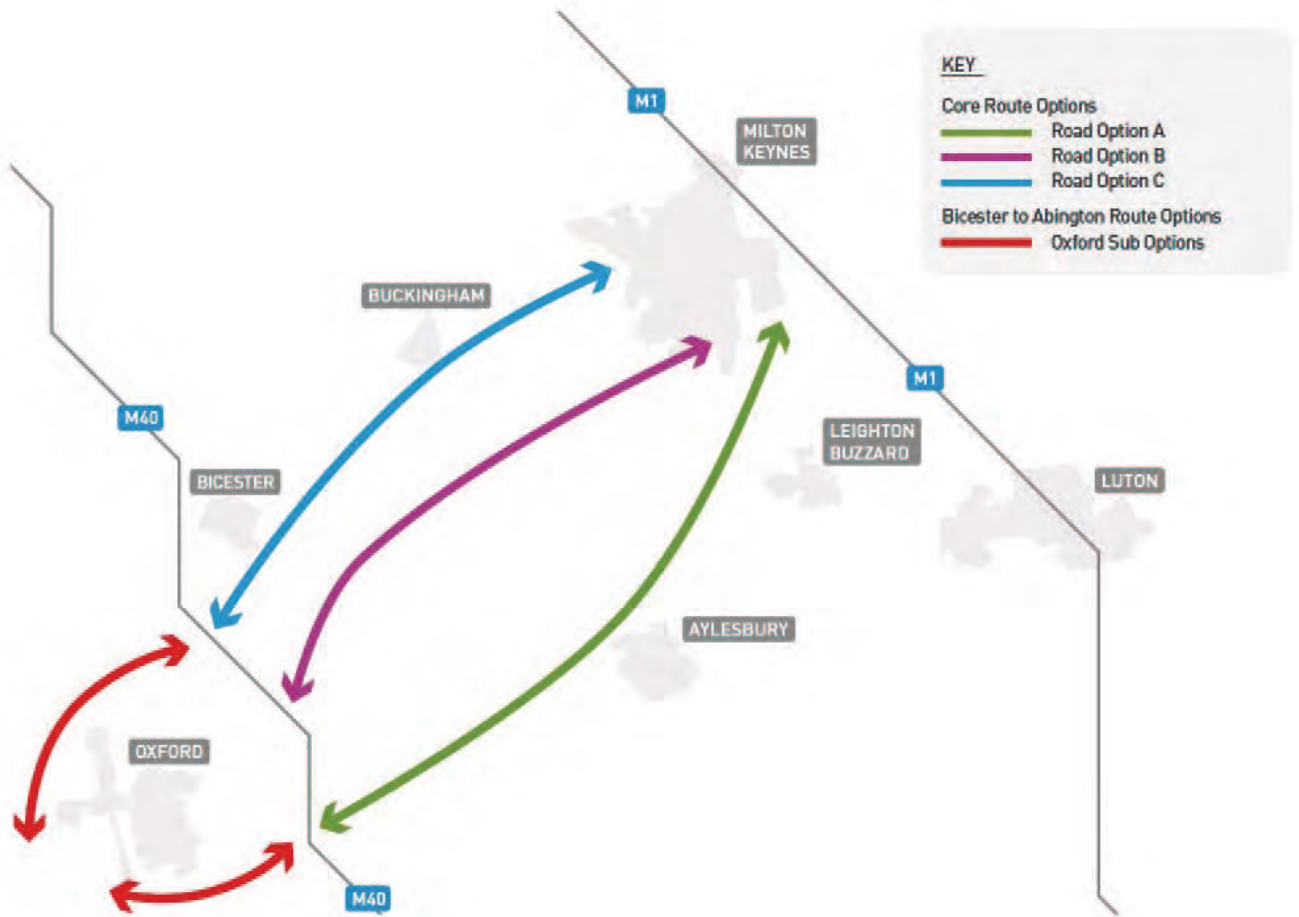 M1
MILTON
KEYNES
KEY
Core Route Options
Road Option A
Road Option B
Road Option C
Bicester to Abington Route Options
Oxford Sub Options
BUCKINGHAM
M1
M40
LEIGHTON
BUZZARD
BICESTER
LUTON
AYLESBURY
OXFORD
M40